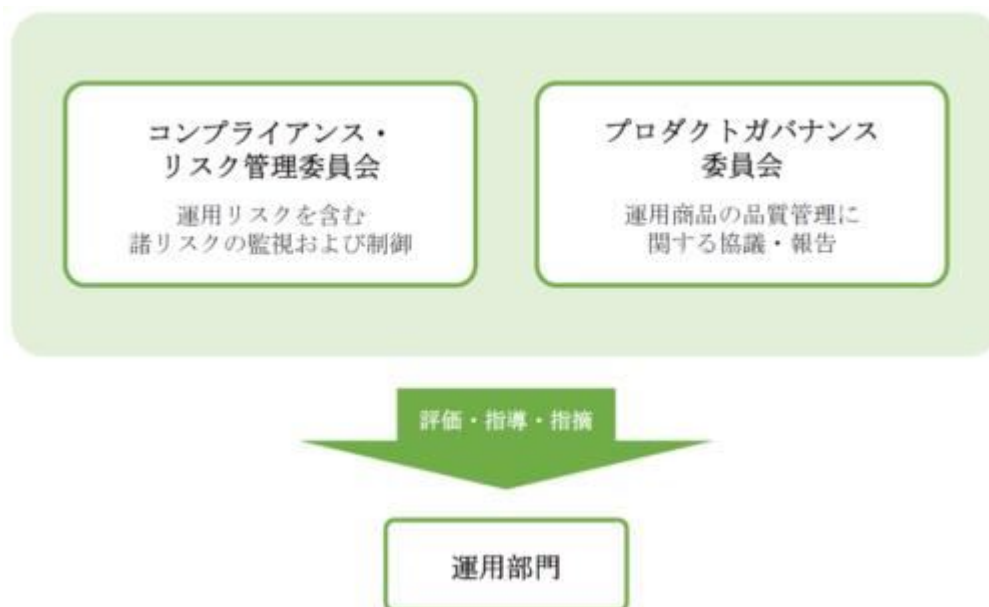 コンプライアンス・
リスク管理委員会
運用リスクを含む
諸リスクの監視および制御
プロダクトガバナンス
委員会
運用商品の品質管理に
関する協議・報告
評価・指導・指摘
運用部門